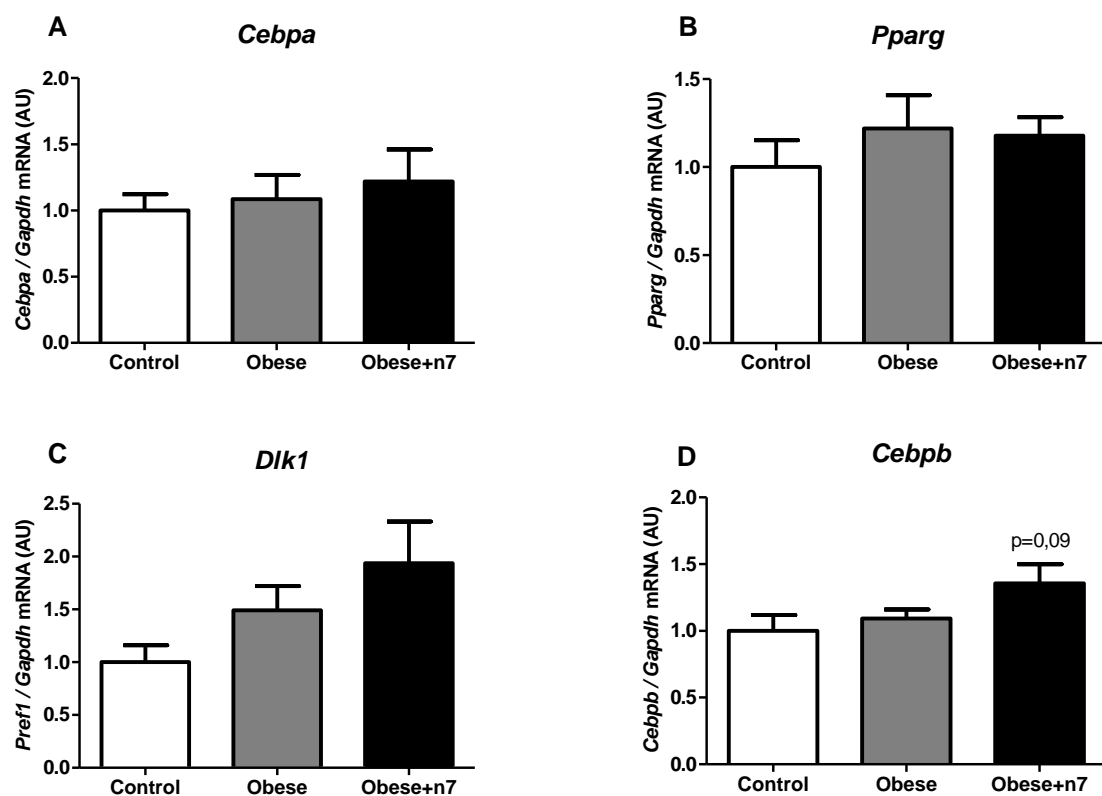 A
Cebpa
Cebpa / Gapdh mRNA (AU)
2.0
1.5
1.0
0.5
0.0
Control Obese Obese+n7
B
Pparg
Pparg / Gapdh mRNA (AU)
1.5
1.0
0.5
0.0
Control Obese Obese+n7
C
Dlk1
Pref1 / Gapdh mRNA (AU)
2.5
2.0
1.5
1.0
0.5
0.0
Control Obese Obese+n7
D
Cebpb
Cebpb / Gapdh mRNA (AU)
2.0
1.5
1.0
0.5
0.0
p=0,09
Control Obese Obese+n7